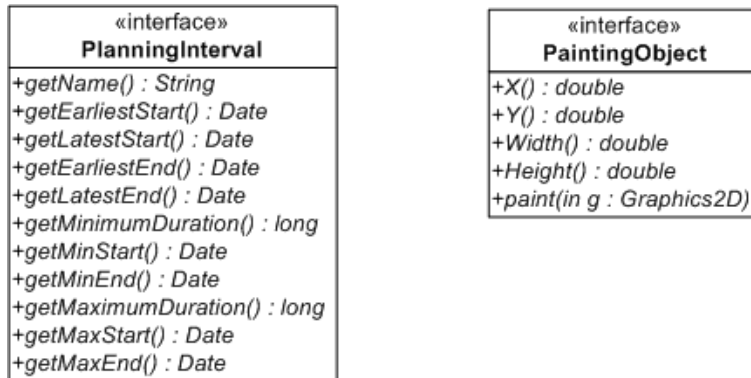 «interface»
PlanningInterval
+getName() : String
+getEarliestStart() : Date
+getLatestStart() : Date
+getEarliestEnd() : Date
+getLatestEnd() : Date
+getMinimumDuration() : long
+getMinStart() : Date
+getMinEnd() : Date
+getMaximumDuration() : long
+getMaxStart() : Date
+getMaxEnd() : Date
«interface»
PaintingObject
+X() : double
+Y() : double
+Width() : double
+Height() : double
+paint(in g : Graphics2D)